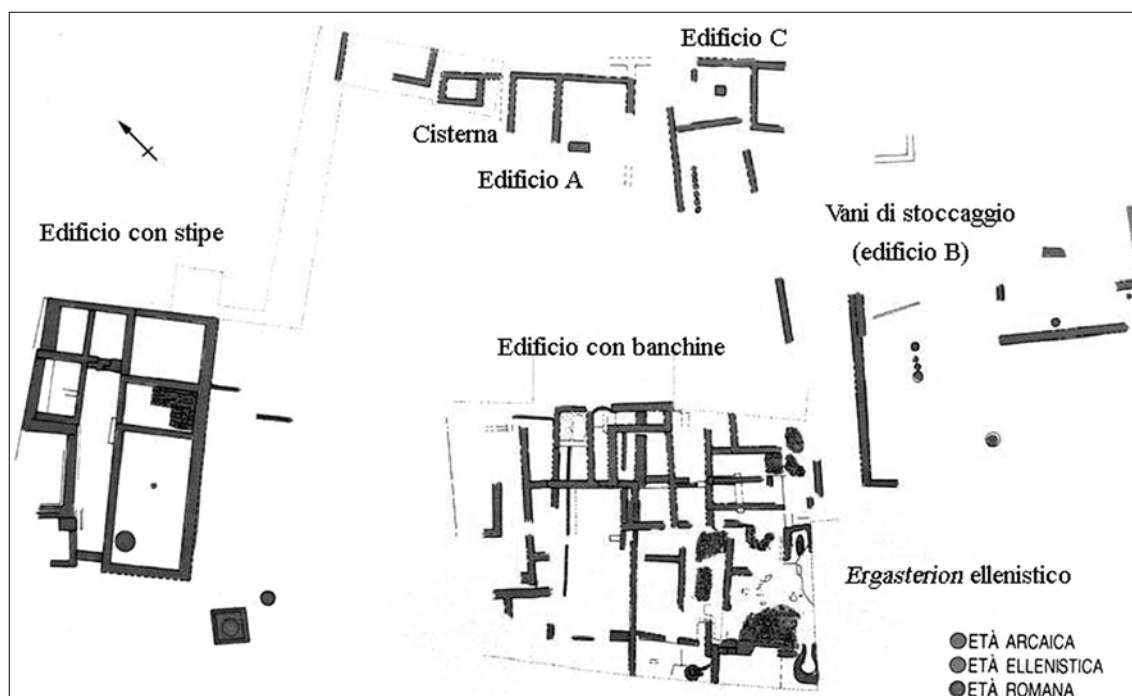 Edificio C
Cisterna
Edificio A
Edificio con stipe
Vani di stoccaggio
(edificio B)
Edificio con banchine
Ergasterion ellenistico
ETÀ ARCAICA
ETÀ ELLENISTICA
ETÀ ROMANA